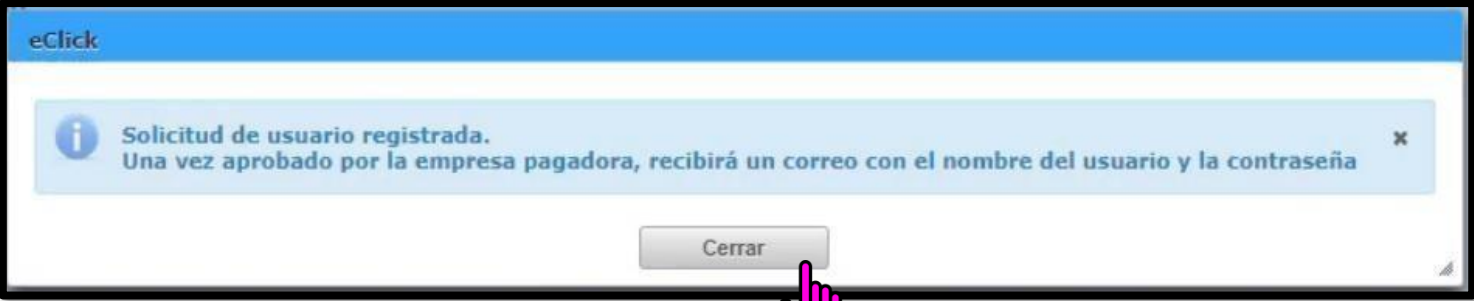 eClick
Solicitud de usuario registrada.
Una vez aprobado por la empresa pagadora, recibirá un correo con el nombre del usuario y la contraseña
Cerrar